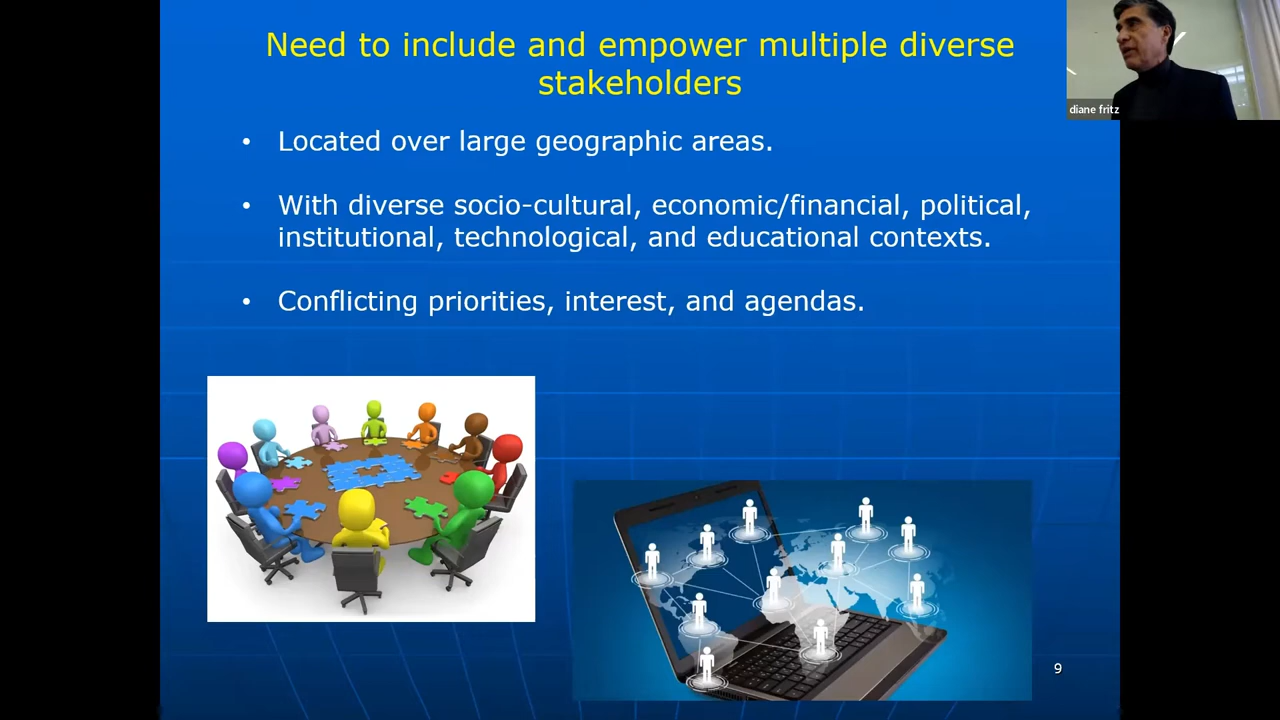 Need to include and empower multiple diverse
stakeholders
• Located over large geographic areas.
• With diverse socio-cultural, economic/financial, political,
institutional, technological, and educational contexts.
• Conflicting priorities, interest, and agendas.
diane fritz
9